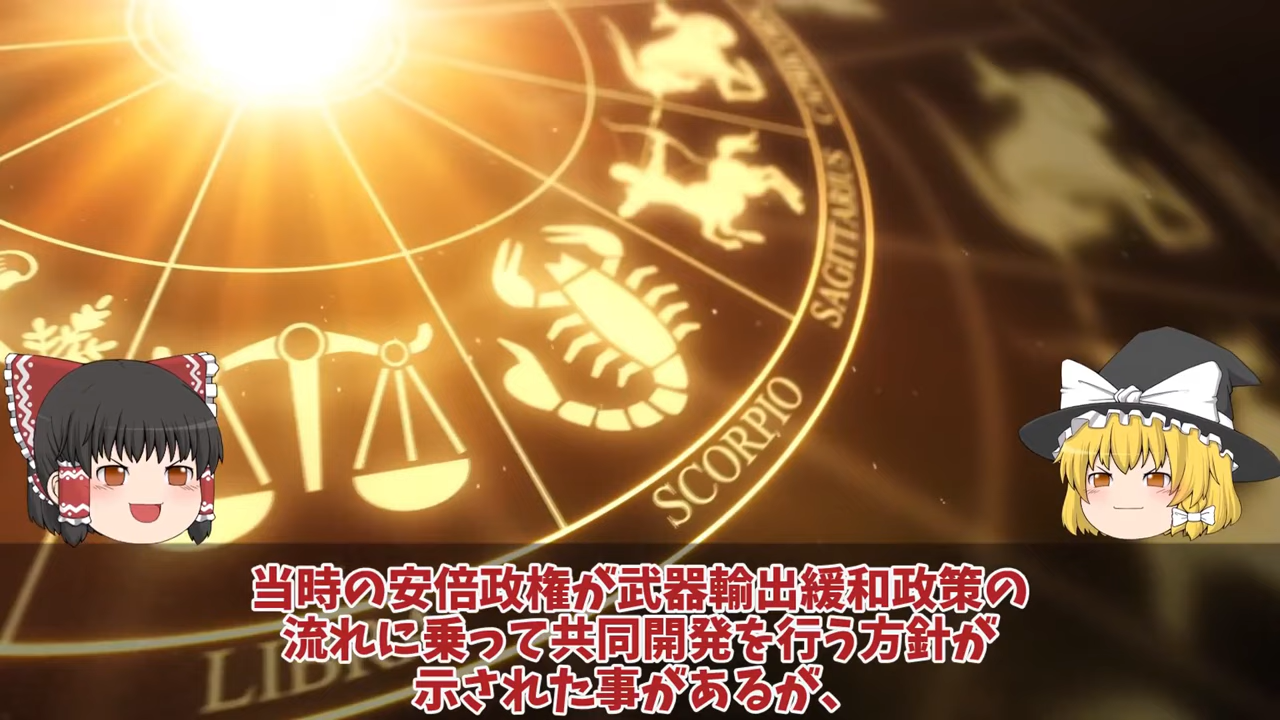 CAPRICORN
SAGITTARIUS
SCORPIO
LIBRA
当時の安倍政権が武器輸出緩和政策の
流れに乗って共同開発を行う方針が
示された事があるが、